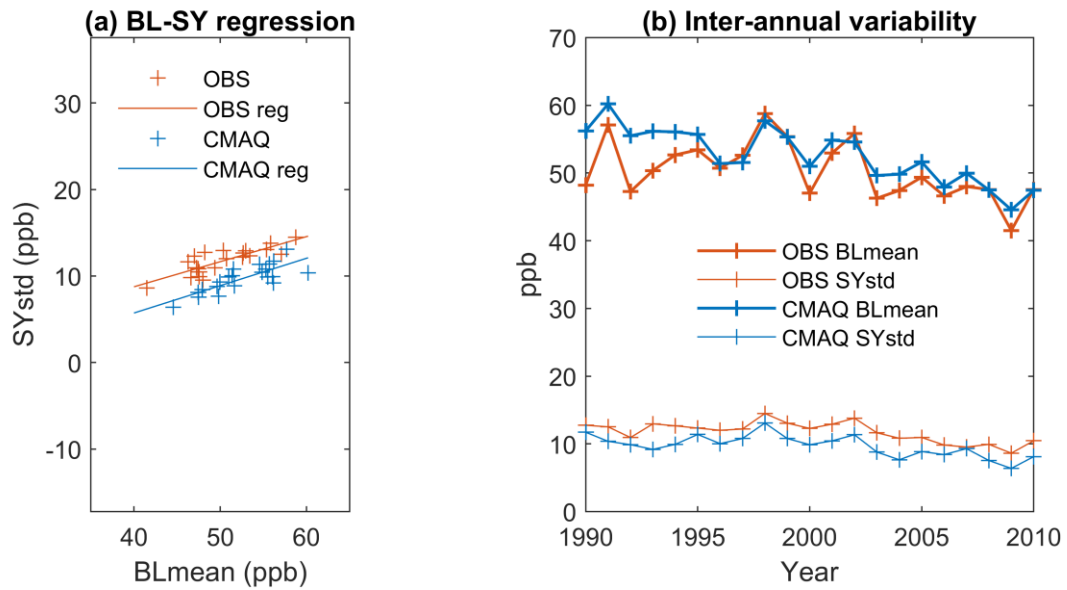 (a) BL-SY regression
SYstd (ppb)
30
20
10
0
-10
OBS
OBS reg
CMAQ
CMAQ reg
40
50
60
BLmean (ppb)
(b) Inter-annual variability
ppb
70
60
50
40
30
20
10
0
OBS BLmean
OBS SYstd
CMAQ BLmean
CMAQ SYstd
1990
1995
2000
2005
2010
Year